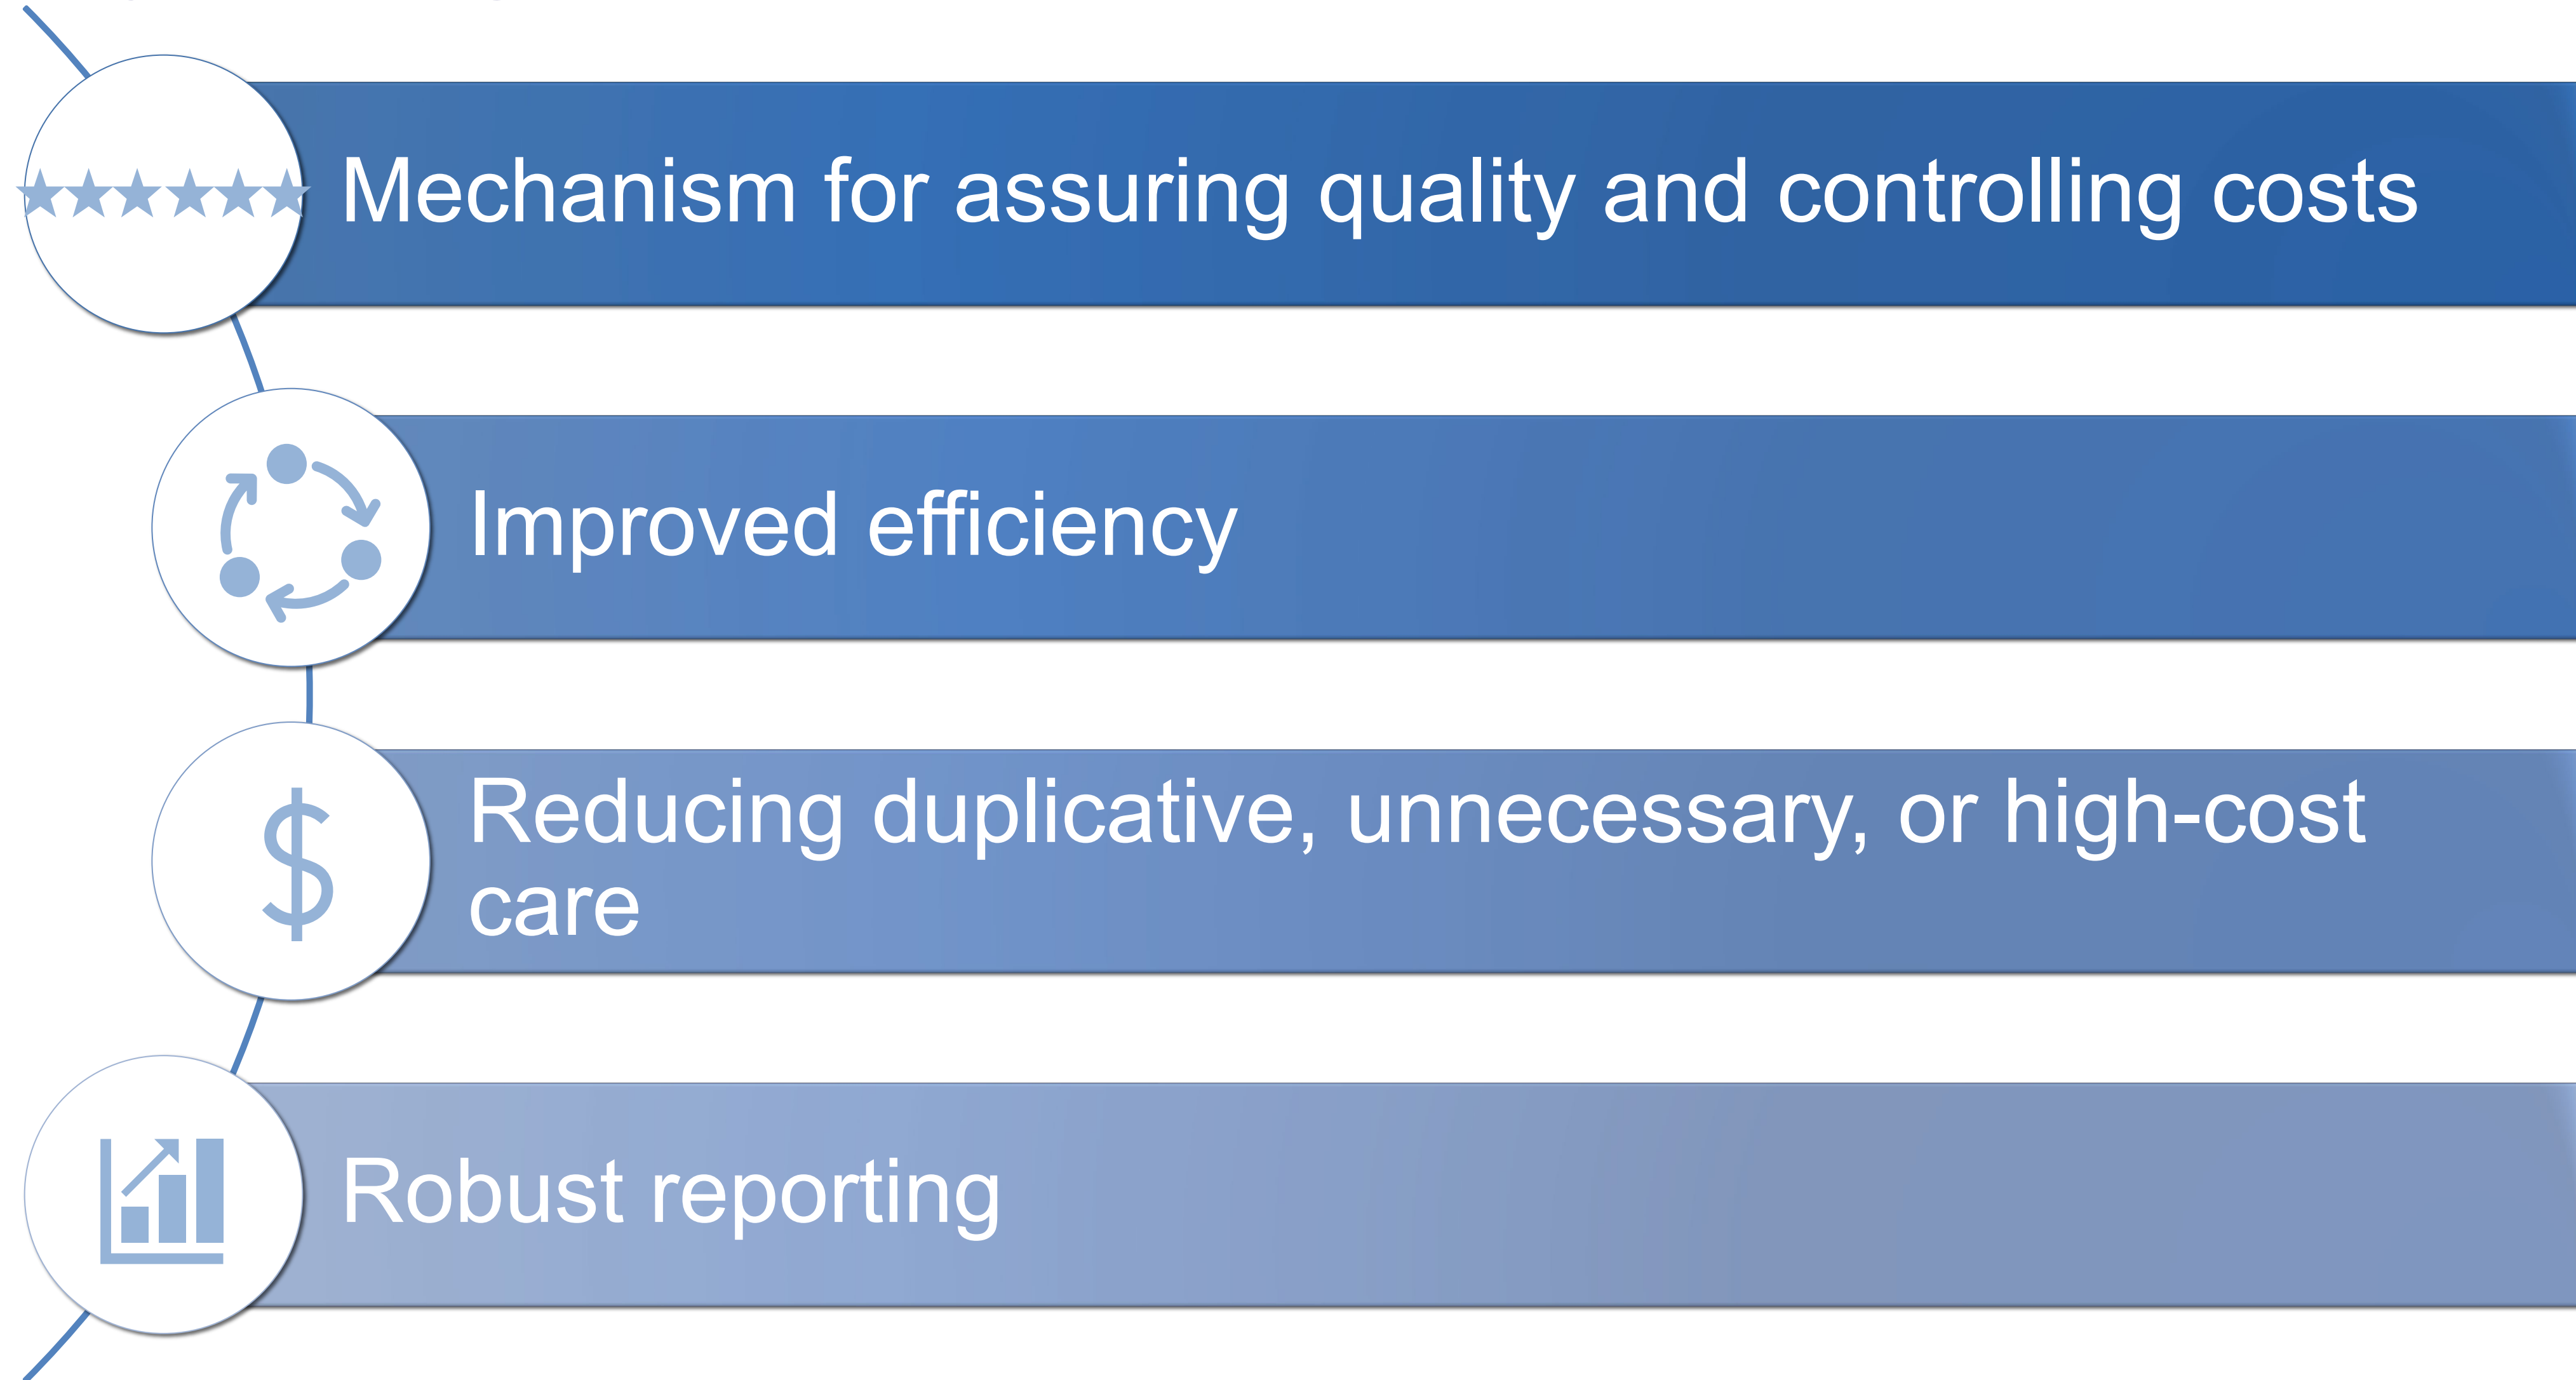 Mechanism for assuring quality and controlling costs
Improved efficiency
Reducing duplicative, unnecessary, or high-cost
care
Robust reporting